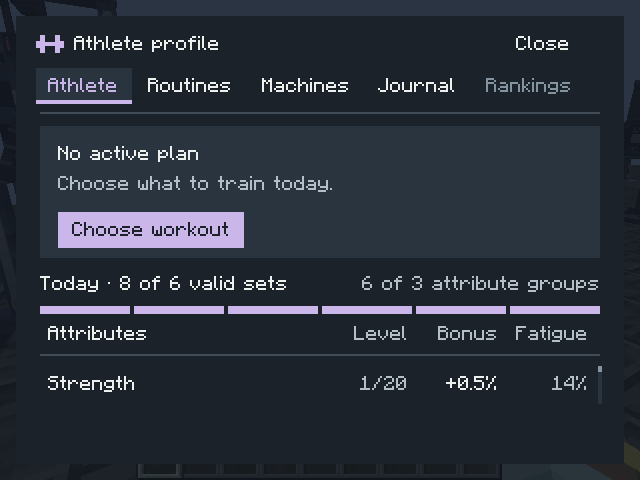 Athlete profile
Close
Athlete Routines Machines Journal Rankings
No active plan
Choose what to train today.
Choose workout
Today · 8 of 6 valid sets 6 of 3 attribute groups
Attributes Level Bonus Fatigue
Strength 1/20 +0.5% 14%